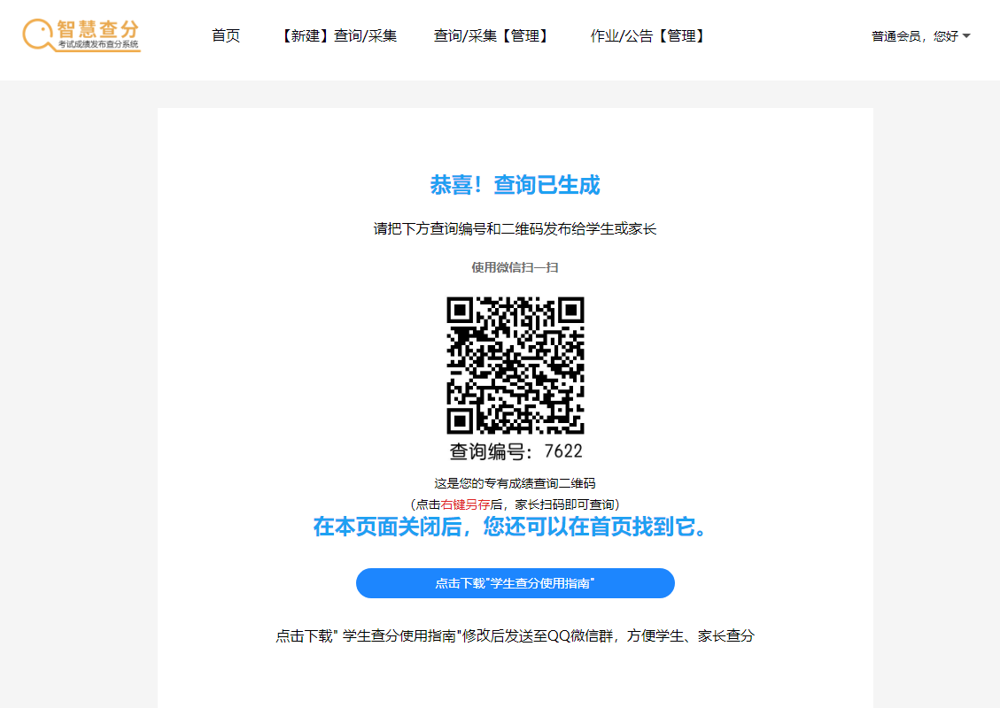 智慧查分
考试成绩发布查分系统
首页
【新建】查询/采集
查询/采集【管理】
作业/公告【管理】
普通会员，您好
恭喜！查询已生成
请把下方查询编号和二维码发布给学生或家长
使用微信扫一扫
查询编号：7622
这是您的专有成绩查询二维码
（点击右键另存后，家长扫码即可查询）
在本页面关闭后，您还可以在首页找到它。
点击下载"学生查分使用指南"
点击下载" 学生查分使用指南"修改后发送至QQ微信群，方便学生、家长查分